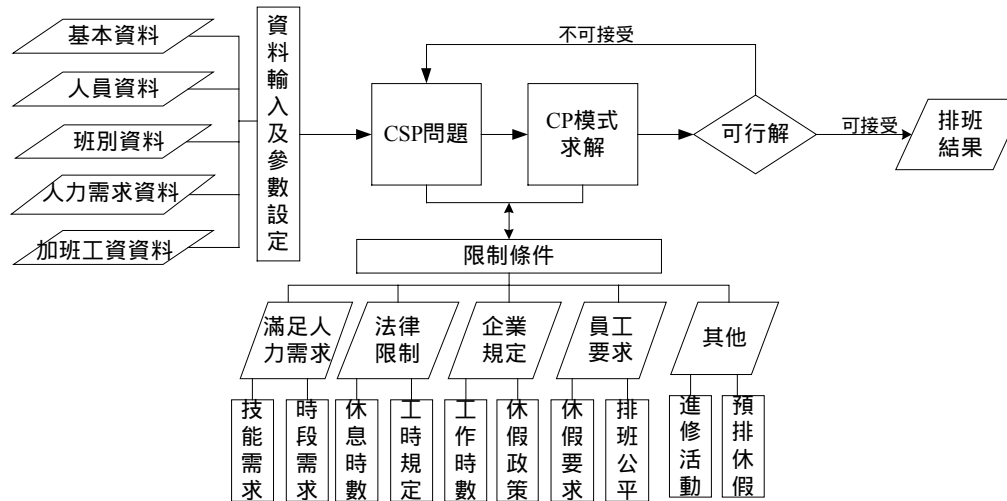 基本資料
人員資料
班別資料
人力需求資料
加班工資資料
資料輸入及參數設定
不可接受
CSP問題
CP模式
求解
可行解
可接受
排班
結果
限制條件
滿足人
力需求
法律
限制
企業
規定
員工
要求
其他
技能需求
時段需求
休息時數
工時規定
工作時數
休假政策
休假要求
排班公平
進修活動
預排休假